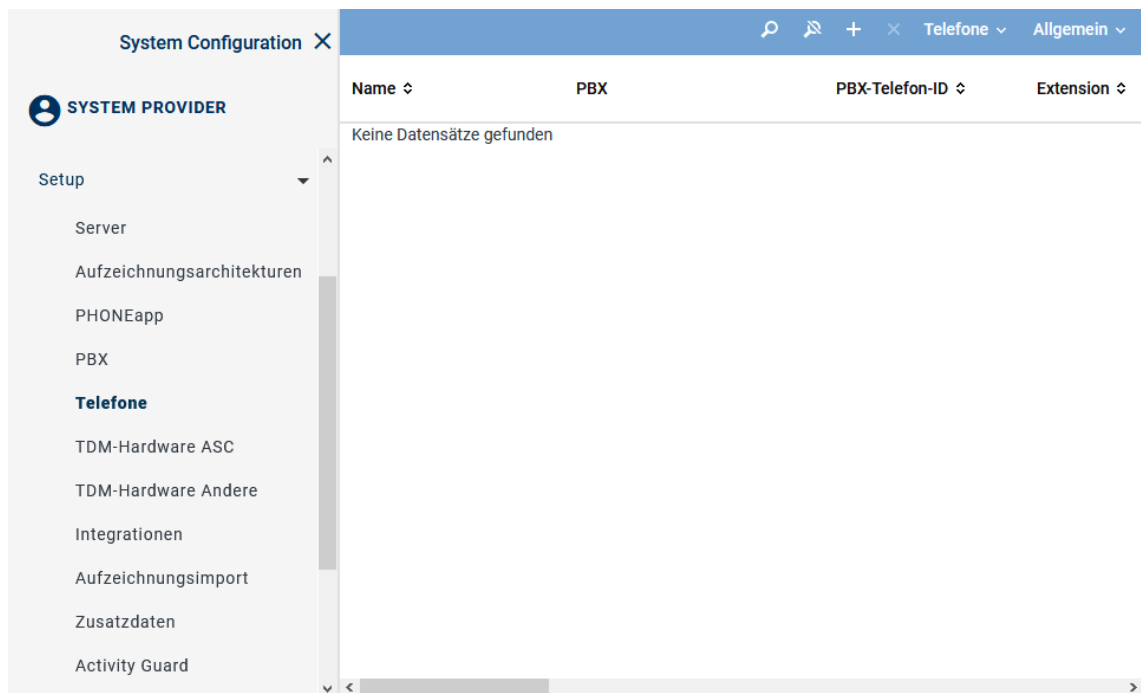 System Configuration
SYSTEM PROVIDER
Setup
Server
Aufzeichnungsarchitekturen
PHONEapp
PBX
Telefone
TDM-Hardware ASC
TDM-Hardware Andere
Integrationen
Aufzeichnungsimport
Zusatzdaten
Activity Guard
Telefone Allgemein
Name PBX PBX-Telefon-ID Extension
Keine Datensätze gefunden